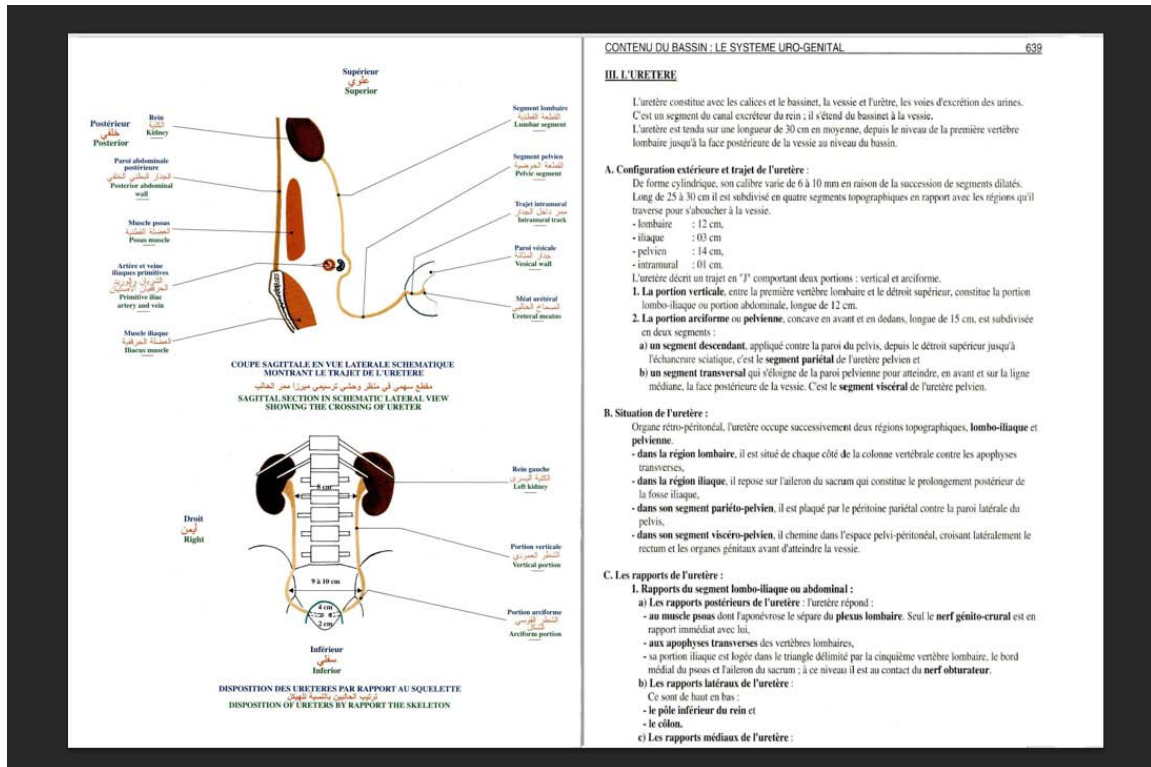 Supérieur
علوي
Superior
Postérieur
خلفي
Posterior
Rein
الكلية
Kidney
Paroi abdominale
postérieure
الجدار البطني الخلفي
Posterior abdominal
wall
Muscle psoas
العضلة القطنية
Posas muscle
Artère et veine
iliaques primitives
الشريان والوريد
Primitive iliac
artery and vein
Muscle iliaque
العضلة الحرقفية
Iliacus muscle
Segment lombaire
القطعة القطنية
Lumbar segment
Segment pelvien
القطعة الحوضية
Pelvic segment
Trajet intramural
ممر داخل الجدار
Intramural track
Paroi vésicale
جدار المثانة
Vesical wall
Méat urétéral
الصماخ الحالبي
Ureteral meatus
COUPE SAGITTALE EN VUE LATERALE SCHEMATIQUE
MONTRANT LE TRAJET DE L'URETERE
مقطع سهمي في منظر وحشي ترسيمي مبرزا ممر الحالب
SAGITTAL SECTION IN SCHEMATIC LATERAL VIEW
SHOWING THE CROSSING OF URETER
8 cm
Rein gauche
الكلية اليسرى
Left kidney
Droit
أيمن
Right
Portion verticale
الشطر العمودي
Vertical portion
9 à 10 cm
4 cm
2 cm
Portion arciforme
الشطر القوسي
الشكل
Arciform portion
Inférieur
سفلي
Inferior
DISPOSITION DES URETERES PAR RAPPORT AU SQUELETTE
ترتيب الحالبين بالنسبة للهيكل
DISPOSITION OF URETERS BY RAPPORT THE SKELETON
CONTENU DU BASSIN : LE SYSTEME URO-GENITAL 639
III. L'URETERE
L'uretère constitue avec les calices et le bassinet, la vessie et l'urètre, les voies d'excrétion des urines.
C'est un segment du canal excréteur du rein ; il s'étend du bassinet à la vessie.
L'uretère est tendu sur une longueur de 30 cm en moyenne, depuis le niveau de la première vertèbre
lombaire jusqu'à la face postérieure de la vessie au niveau du bassin.
A. Configuration extérieure et trajet de l'uretère :
De forme cylindrique, son calibre varie de 6 à 10 mm en raison de la succession de segments dilatés.
Long de 25 à 30 cm il est subdivisé en quatre segments topographiques en rapport avec les régions qu'il
traverse pour s'aboucher à la vessie.
- lombaire : 12 cm,
- iliaque : 03 cm
- pelvien : 14 cm,
- intramural : 01 cm.
L'uretère décrit un trajet en "J" comportant deux portions : vertical et arciforme.
1. La portion verticale, entre la première vertèbre lombaire et le détroit supérieur, constitue la portion
lombo-iliaque ou portion abdominale, longue de 12 cm.
2. La portion arciforme ou pelvienne, concave en avant et en dedans, longue de 15 cm, est subdivisée
en deux segments :
a) un segment descendant, appliqué contre la paroi du pelvis, depuis le détroit supérieur jusqu'à
l'échancrure sciatique, c'est le segment pariétal de l'uretère pelvien et
b) un segment transversal qui s'éloigne de la paroi pelvienne pour atteindre, en avant et sur la ligne
médiane, la face postérieure de la vessie. C'est le segment viscéral de l'uretère pelvien.
B. Situation de l'uretère :
Organe rétro-péritonéal, l'uretère occupe successivement deux régions topographiques, lombo-iliaque et
pelvienne.
- dans la région lombaire, il est situé de chaque côté de la colonne vertébrale contre les apophyses
transverses,
- dans la région iliaque, il repose sur l'aileron du sacrum qui constitue le prolongement postérieur de
la fosse iliaque,
- dans son segment pariéto-pelvien, il est plaqué par le péritoine pariétal contre la paroi latérale du
pelvis,
- dans son segment viscéro-pelvien, il chemine dans l'espace pelvi-péritonéal, croisant latéralement le
rectum et les organes génitaux avant d'atteindre la vessie.
C. Les rapports de l'uretère :
1. Rapports du segment lombo-iliaque ou abdominal :
a) Les rapports postérieurs de l'uretère : l'uretère répond :
- au muscle psoas dont l'aponévrose le sépare du plexus lombaire. Seul le nerf génito-crural est en
rapport immédiat avec lui,
- aux apophyses transverses des vertèbres lombaires,
- sa portion iliaque est logée dans le triangle délimité par la cinquième vertèbre lombaire, le bord
médial du psoas et l'aileron du sacrum ; à ce niveau il est au contact du nerf obturateur.
b) Les rapports latéraux de l'uretère :
Ce sont de haut en bas :
- le pôle inférieur du rein et
- le côlon.
c) Les rapports médiaux de l'uretère :